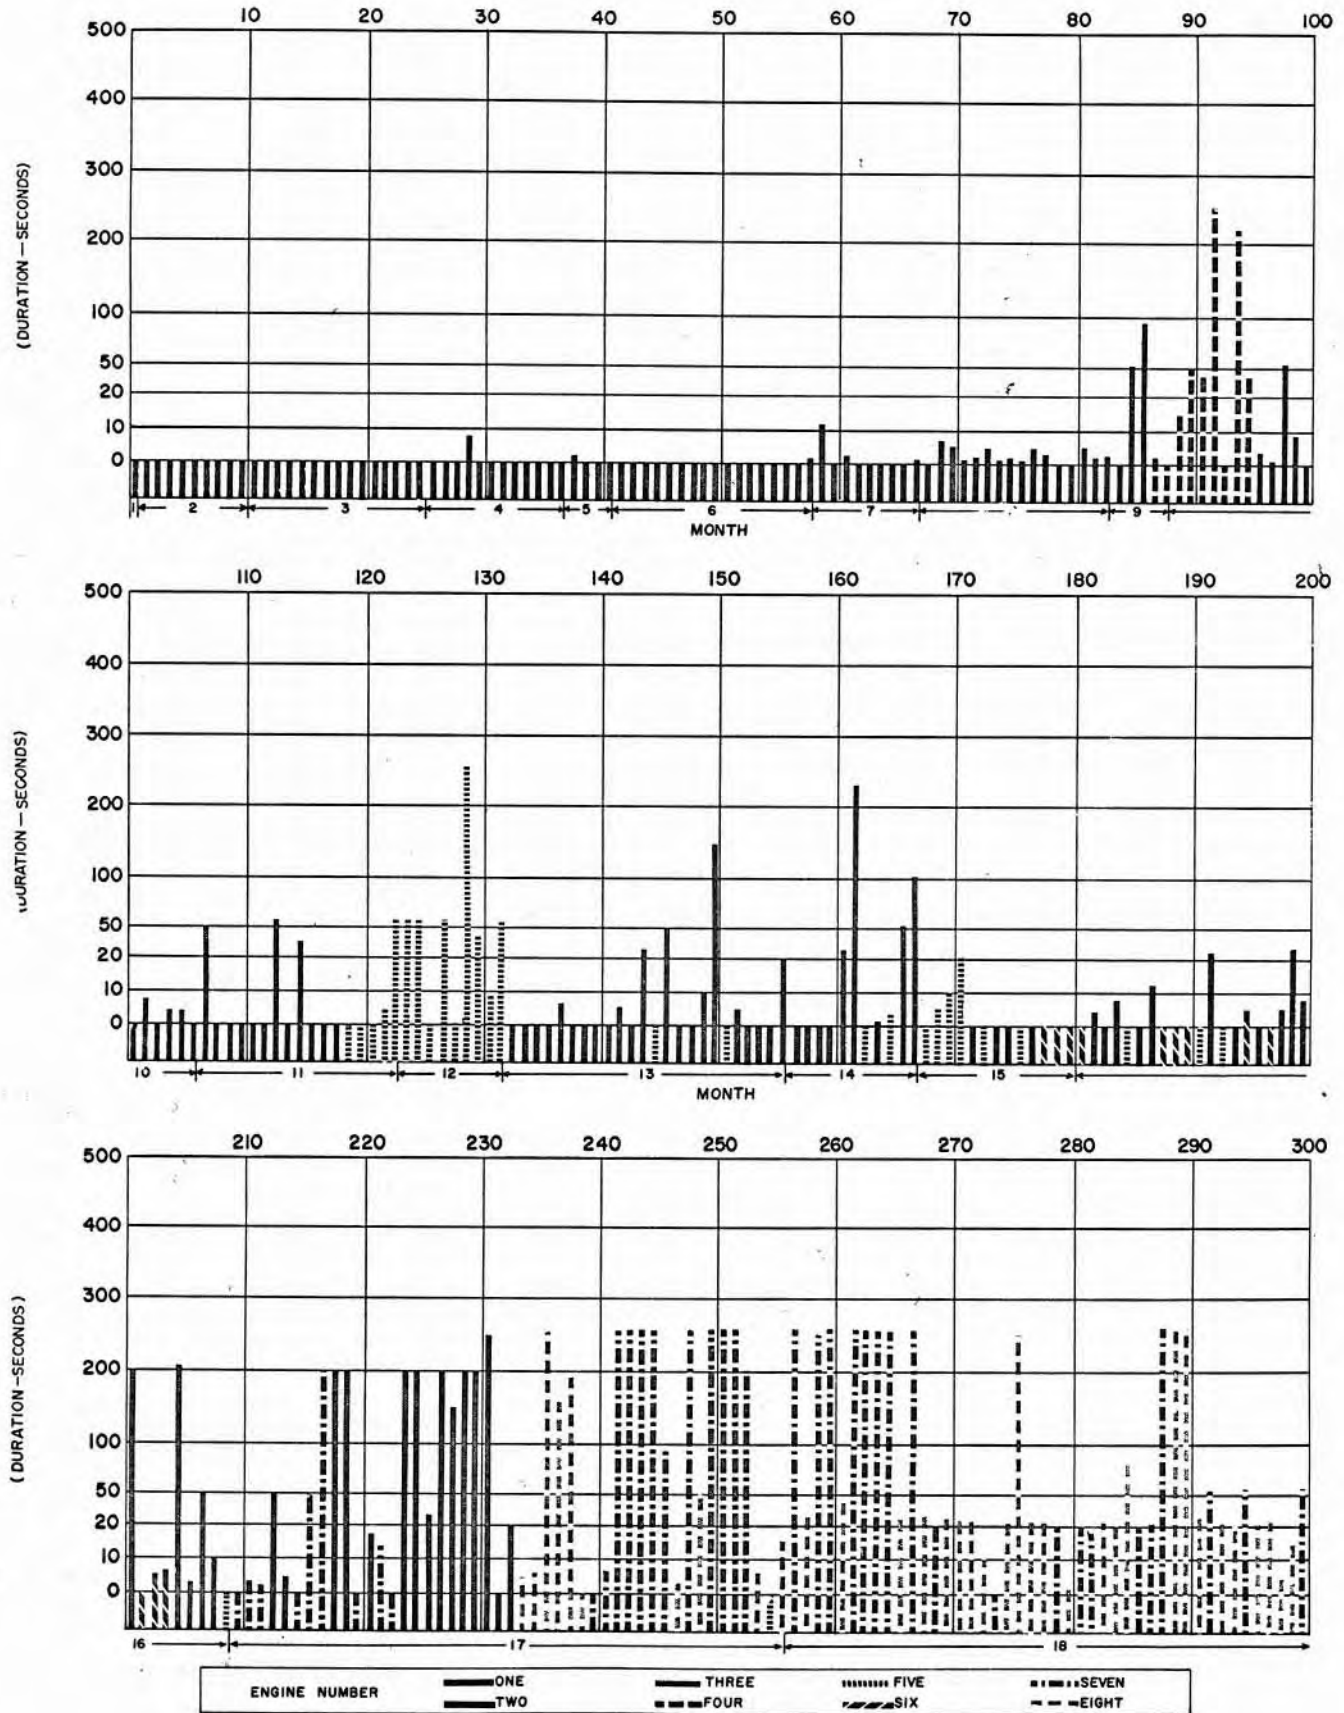 10 20 30 40 50 60 70 80 90 100
500
400
300
200
100
50
20
10
0
(DURATION — SECONDS)
1 2 3 4 5 6 7 9
MONTH
110 120 130 140 150 160 170 180 190 200
500
400
300
200
100
50
20
10
0
DURATION — SECONDS)
10 11 12 13 14 15
MONTH
210 220 230 240 250 260 270 280 290 300
500
400
300
200
100
50
20
10
0
(DURATION —SECONDS)
16 17 18
ENGINE NUMBER ONE THREE FIVE SEVEN
TWO FOUR SIX EIGHT